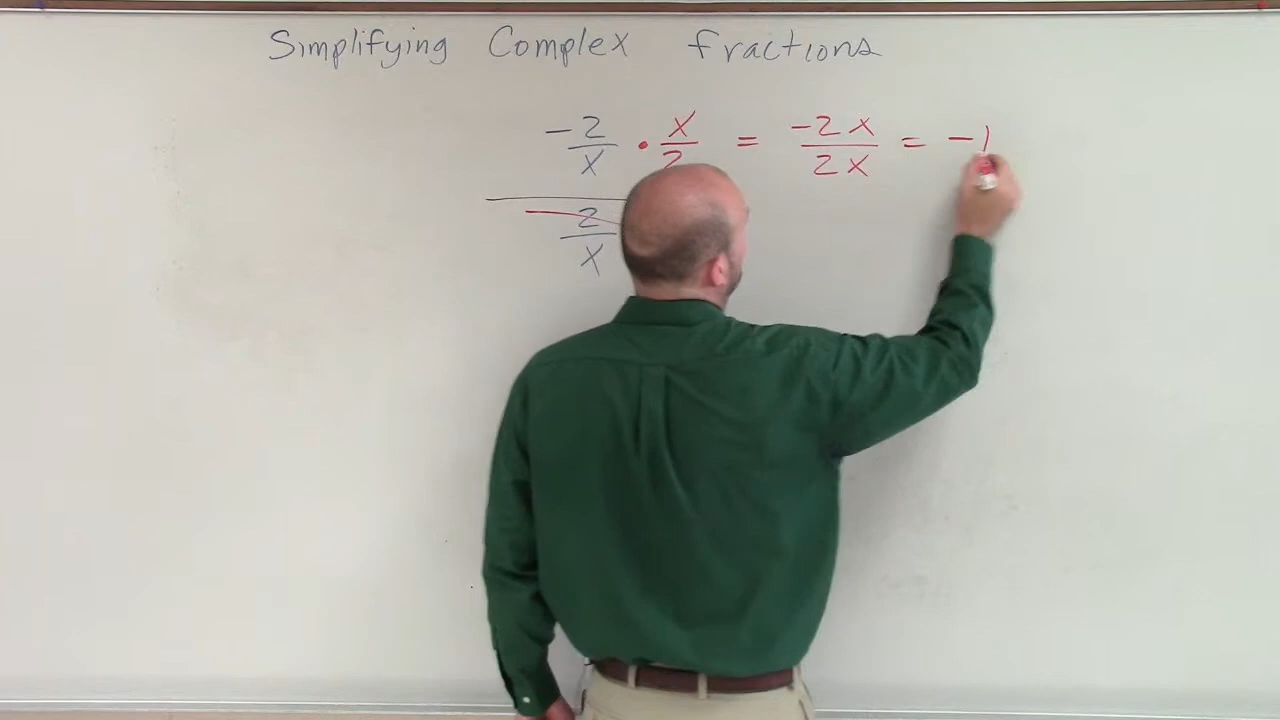 Simplifying Complex fractions
-2/x · x/2 = -2x/2x = -1
2/x